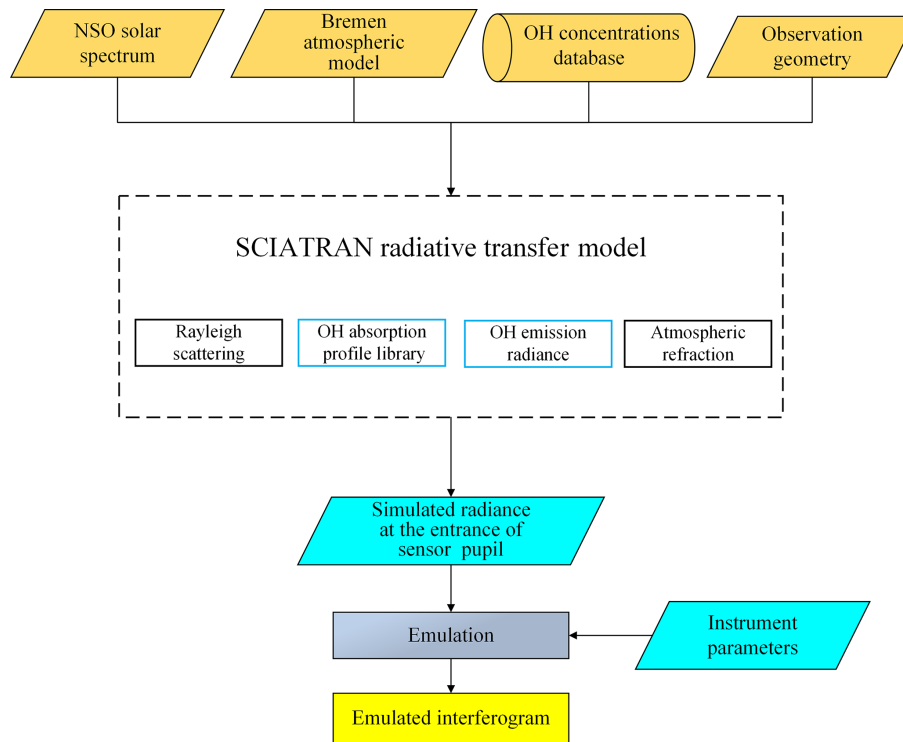 NSO solar
spectrum
Bremen
atmospheric
model
OH concentrations
database
Observation
geometry
SCIATRAN radiative transfer model
Rayleigh
scattering
OH absorption
profile library
OH emission
radiance
Atmospheric
refraction
Simulated radiance
at the entrance of
sensor pupil
Emulation
Instrument
parameters
Emulated interferogram